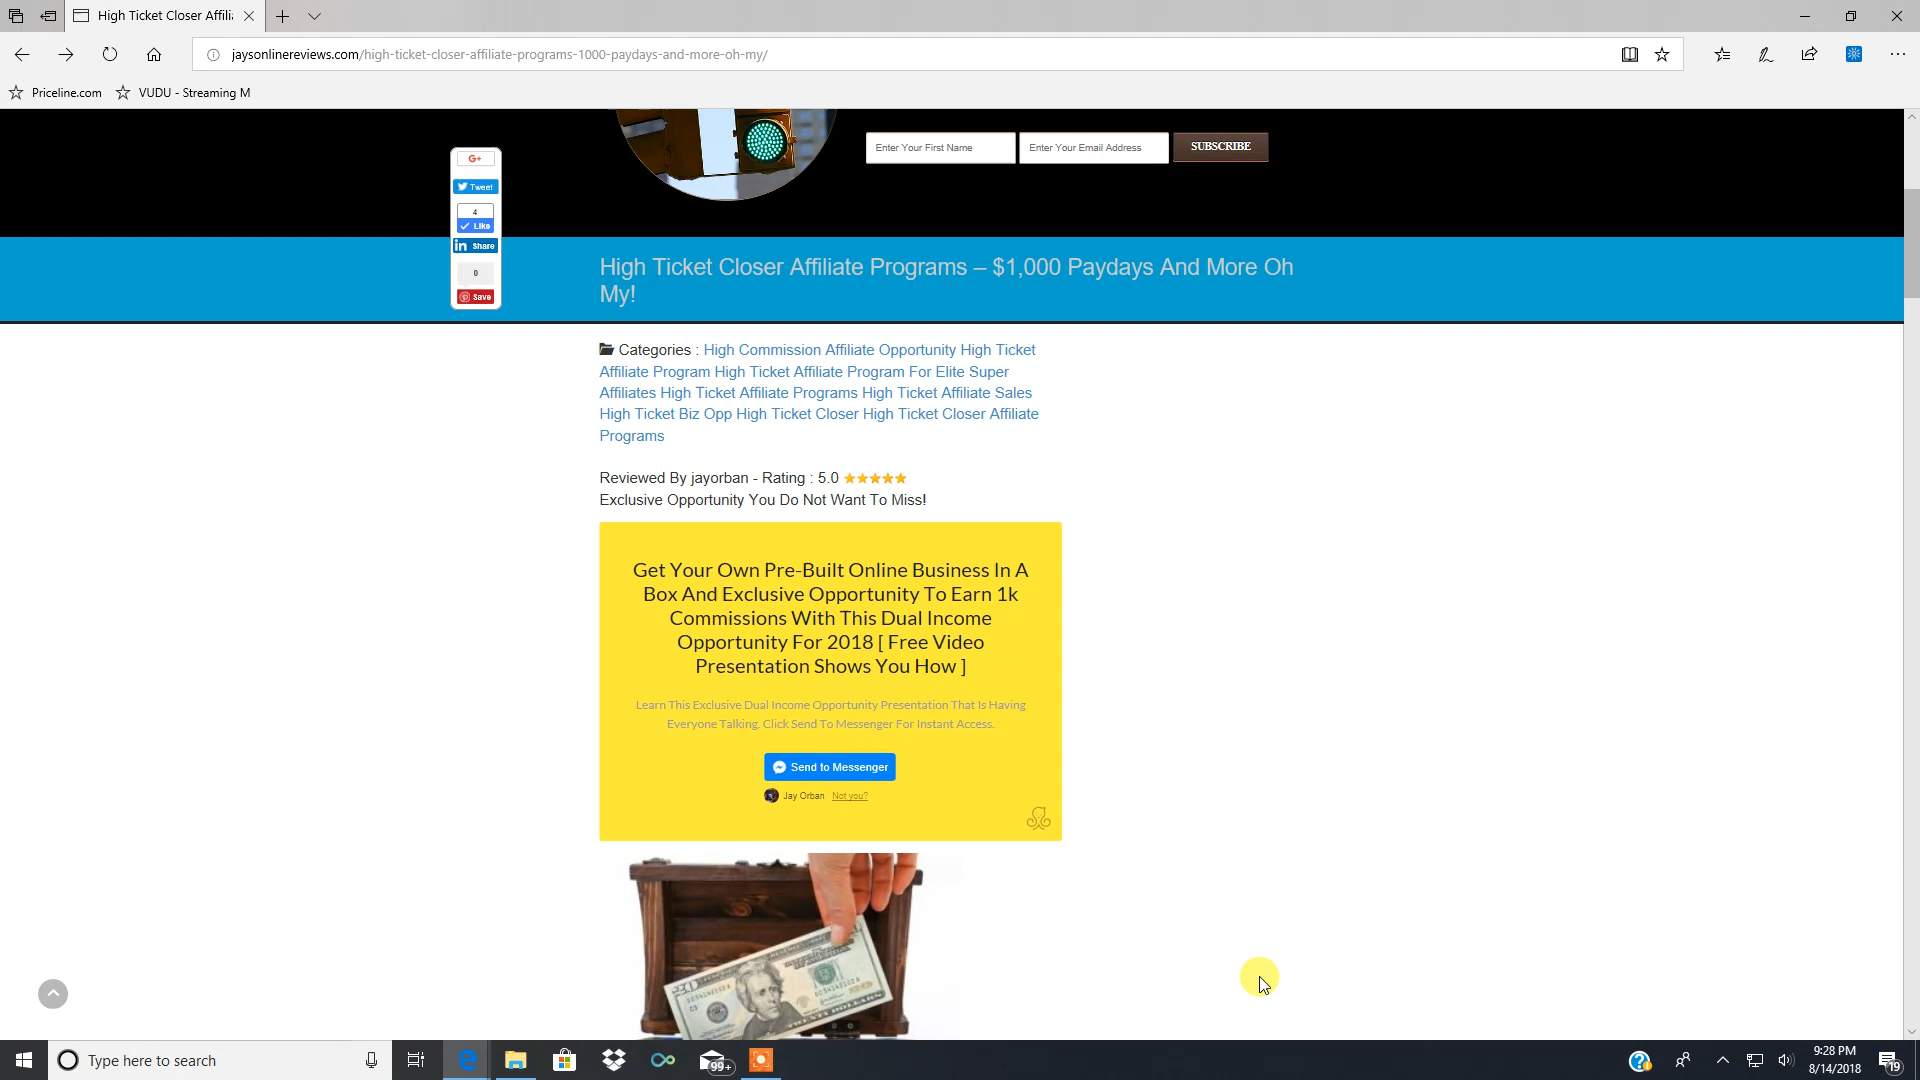 High Ticket Closer Affili
jaysonlinereviews.com/high-ticket-closer-affiliate-programs-1000-paydays-and-more-oh-my/
Priceline.com
VUDU - Streaming M
Enter Your First Name
Enter Your Email Address
SUBSCRIBE
G+
Tweet
4
Like
in Share
0
Save
High Ticket Closer Affiliate Programs – $1,000 Paydays And More Oh
My!
Categories : High Commission Affiliate Opportunity High Ticket
Affiliate Program High Ticket Affiliate Program For Elite Super
Affiliates High Ticket Affiliate Programs High Ticket Affiliate Sales
High Ticket Biz Opp High Ticket Closer High Ticket Closer Affiliate
Programs
Reviewed By jayorban - Rating : 5.0
Exclusive Opportunity You Do Not Want To Miss!
Get Your Own Pre-Built Online Business In A
Box And Exclusive Opportunity To Earn 1k
Commissions With This Dual Income
Opportunity For 2018 [ Free Video
Presentation Shows You How ]
Learn This Exclusive Dual Income Opportunity Presentation That Is Having
Everyone Talking. Click Send To Messenger For Instant Access.
Send to Messenger
Jay Orban Not you?
20
Type here to search
99+
9:28 PM
8/14/2018
19